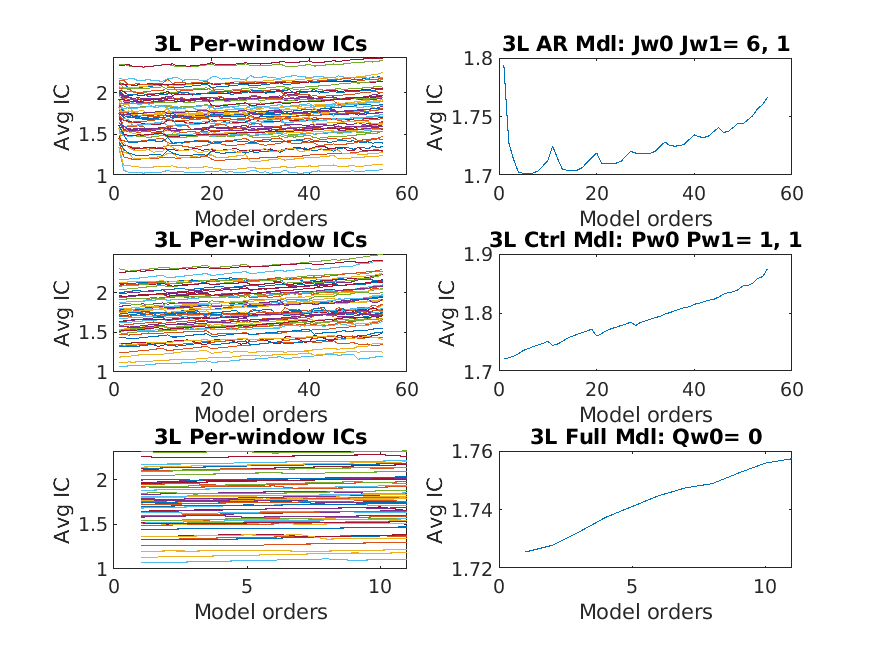 3L Per-window ICs
2
1.5
1
0 20 40 60
Avg IC
Model orders
3L AR Mdl: Jw0 Jw1= 6, 1
1.8
1.75
1.7
0 20 40 60
Avg IC
Model orders
3L Per-window ICs
2
1.5
1
0 20 40 60
Avg IC
Model orders
3L Ctrl Mdl: Pw0 Pw1= 1, 1
1.9
1.8
1.7
0 20 40 60
Avg IC
Model orders
3L Per-window ICs
2
1.5
1
0 5 10
Avg IC
Model orders
3L Full Mdl: Qw0= 0
1.76
1.74
1.72
0 5 10
Avg IC
Model orders